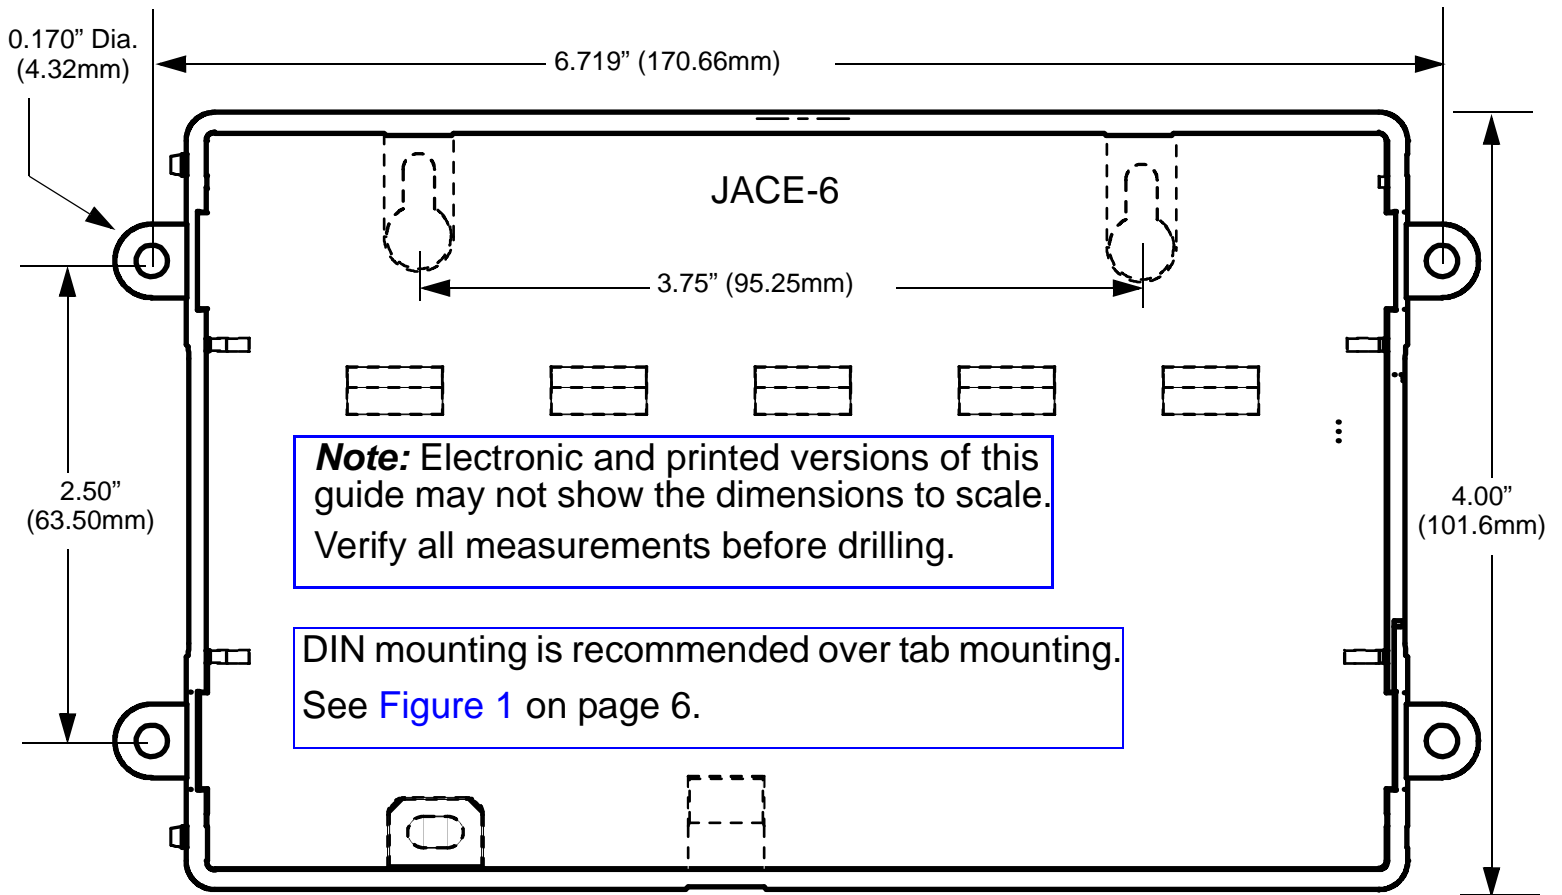 0.170” Dia.
(4.32mm)
6.719” (170.66mm)
JACE-6
3.75” (95.25mm)
Note: Electronic and printed versions of this
guide may not show the dimensions to scale.
Verify all measurements before drilling.
2.50”
(63.50mm)
4.00”
(101.6mm)
DIN mounting is recommended over tab mounting.
See Figure 1 on page 6.